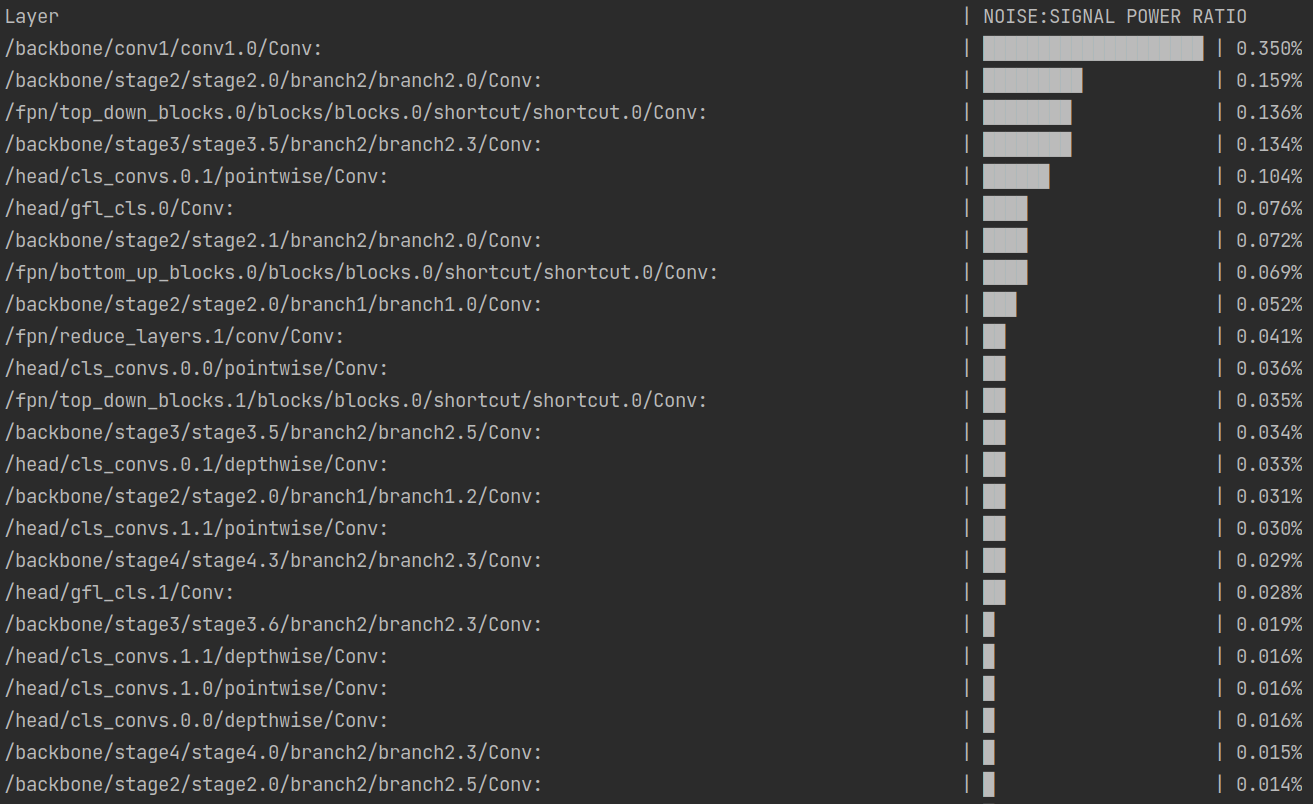 Layer | NOISE:SIGNAL POWER RATIO
/backbone/conv1/conv1.0/Conv: | ████████████████████ | 0.350%
/backbone/stage2/stage2.0/branch2/branch2.0/Conv: | █████████ | 0.159%
/fpn/top_down_blocks.0/blocks/blocks.0/shortcut/shortcut.0/Conv: | ████████ | 0.136%
/backbone/stage3/stage3.5/branch2/branch2.3/Conv: | ████████ | 0.134%
/head/cls_convs.0.1/pointwise/Conv: | ██████ | 0.104%
/head/gfl_cls.0/Conv: | ████ | 0.076%
/backbone/stage2/stage2.1/branch2/branch2.0/Conv: | ████ | 0.072%
/fpn/bottom_up_blocks.0/blocks/blocks.0/shortcut/shortcut.0/Conv: | ████ | 0.069%
/backbone/stage2/stage2.0/branch1/branch1.0/Conv: | ███ | 0.052%
/fpn/reduce_layers.1/conv/Conv: | ██ | 0.041%
/head/cls_convs.0.0/pointwise/Conv: | ██ | 0.036%
/fpn/top_down_blocks.1/blocks/blocks.0/shortcut/shortcut.0/Conv: | ██ | 0.035%
/backbone/stage3/stage3.5/branch2/branch2.5/Conv: | ██ | 0.034%
/head/cls_convs.0.1/depthwise/Conv: | ██ | 0.033%
/backbone/stage2/stage2.0/branch1/branch1.2/Conv: | ██ | 0.031%
/head/cls_convs.1.1/pointwise/Conv: | ██ | 0.030%
/backbone/stage4/stage4.3/branch2/branch2.3/Conv: | ██ | 0.029%
/head/gfl_cls.1/Conv: | ██ | 0.028%
/backbone/stage3/stage3.6/branch2/branch2.3/Conv: | █ | 0.019%
/head/cls_convs.1.1/depthwise/Conv: | █ | 0.016%
/head/cls_convs.1.0/pointwise/Conv: | █ | 0.016%
/head/cls_convs.0.0/depthwise/Conv: | █ | 0.016%
/backbone/stage4/stage4.0/branch2/branch2.3/Conv: | █ | 0.015%
/backbone/stage2/stage2.0/branch2/branch2.5/Conv: | █ | 0.014%